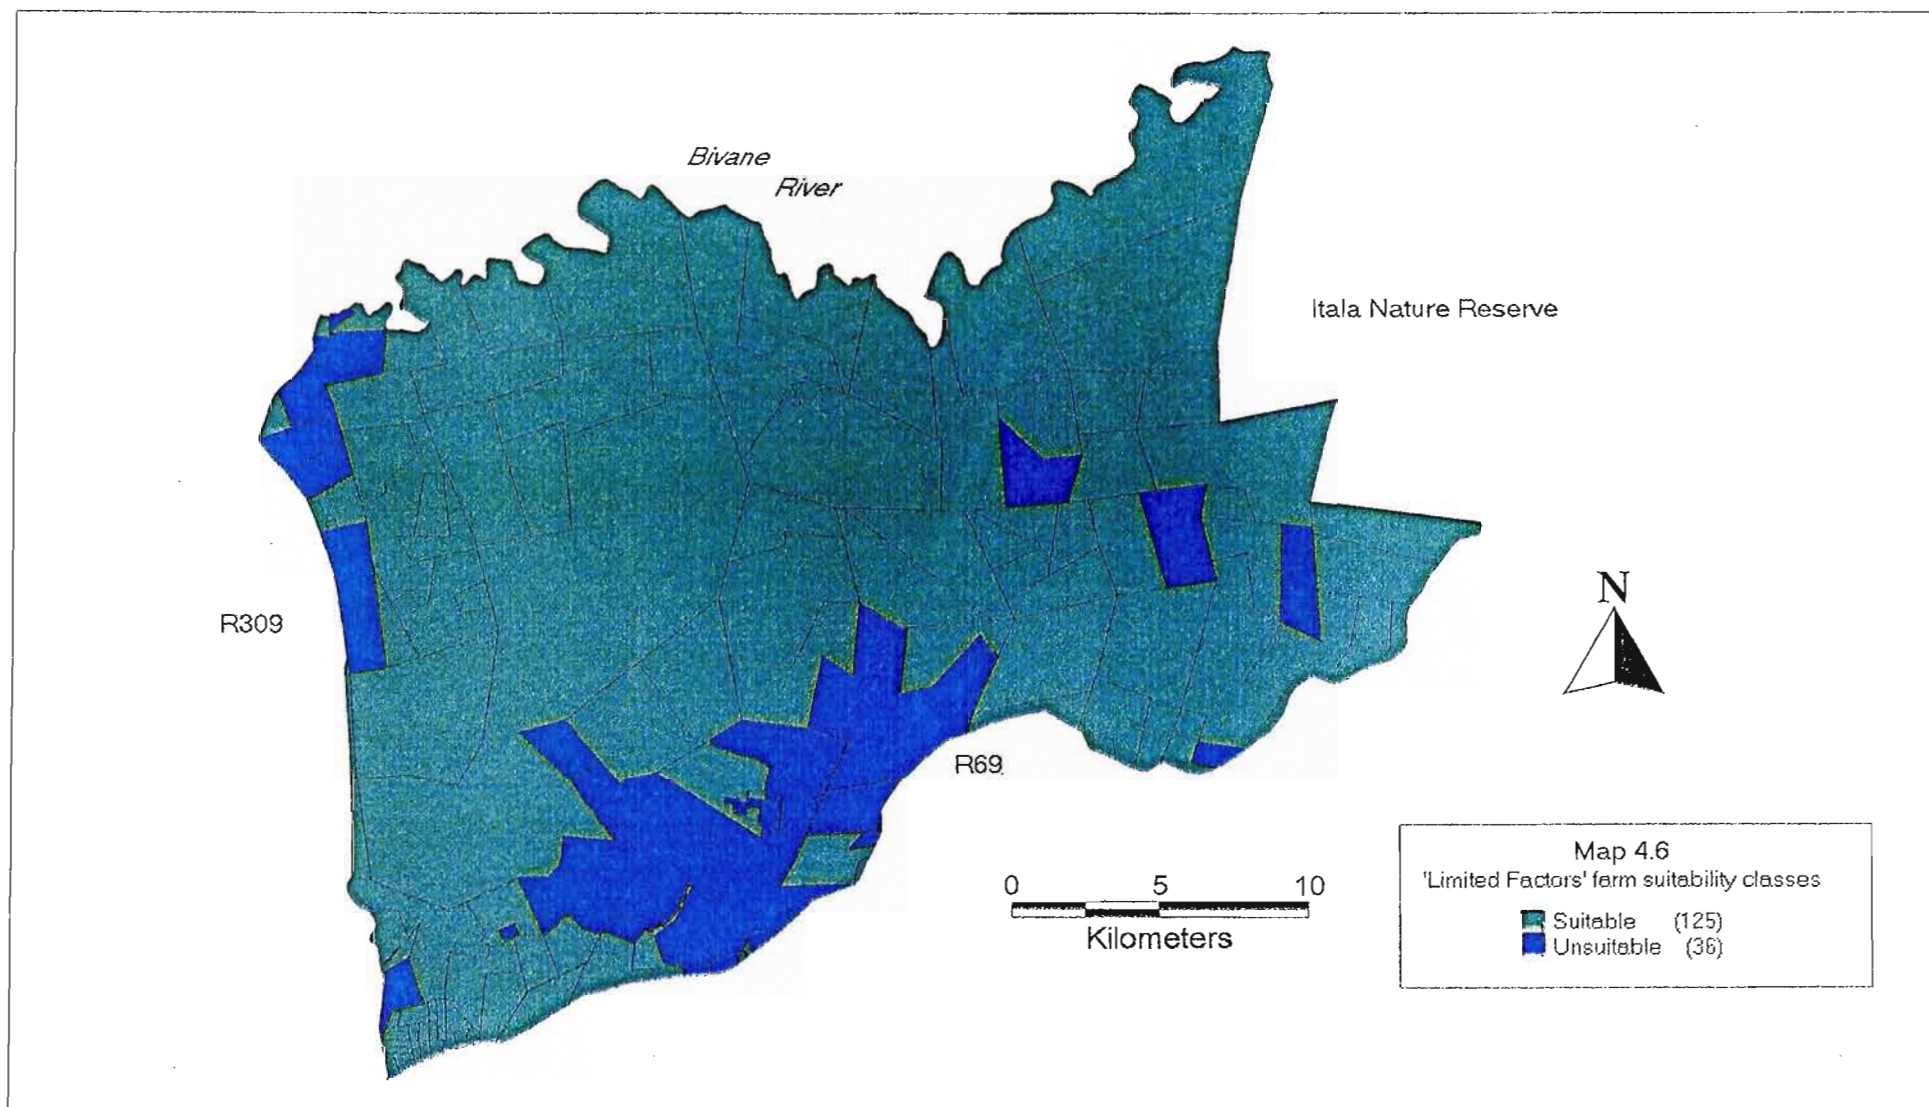 Bivane
River
Itala Nature Reserve
R309
N
R69
0 5 10
Kilometers
Map 4.6
'Limited Factors' farm suitability classes
Suitable (125)
Unsuitable (36)